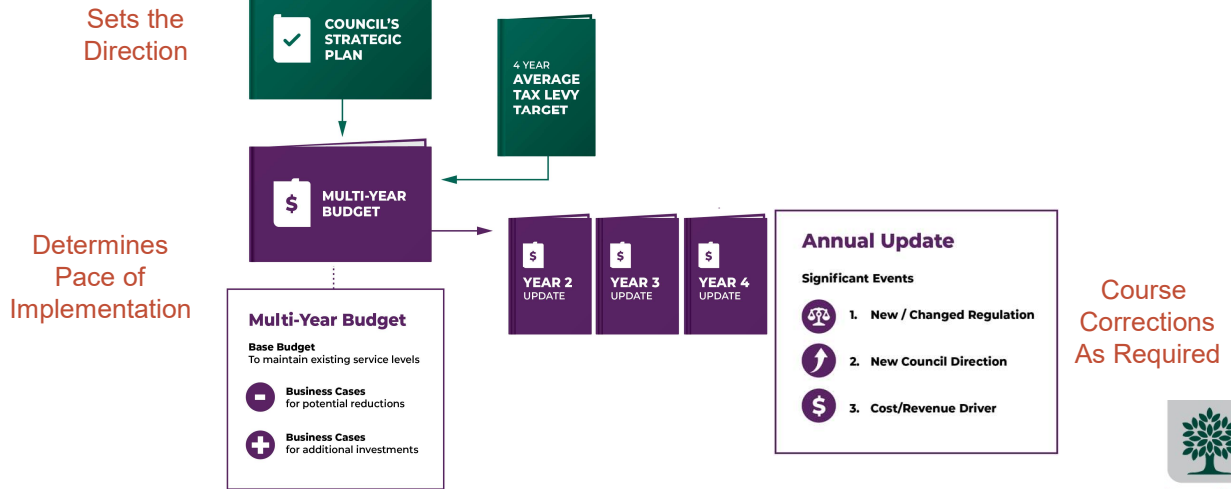 Sets the
Direction
COUNCIL'S
STRATEGIC
PLAN
4 YEAR
AVERAGE
TAX LEVY
TARGET
$
MULTI-YEAR
BUDGET
Determines
Pace of
Implementation
$
YEAR 2
UPDATE
$
YEAR 3
UPDATE
$
YEAR 4
UPDATE
Multi-Year Budget
Base Budget
To maintain existing service levels
- Business Cases
for potential reductions
+ Business Cases
for additional investments
Annual Update
Significant Events
1. New / Changed Regulation
2. New Council Direction
$ 3. Cost/Revenue Driver
Course
Corrections
As Required